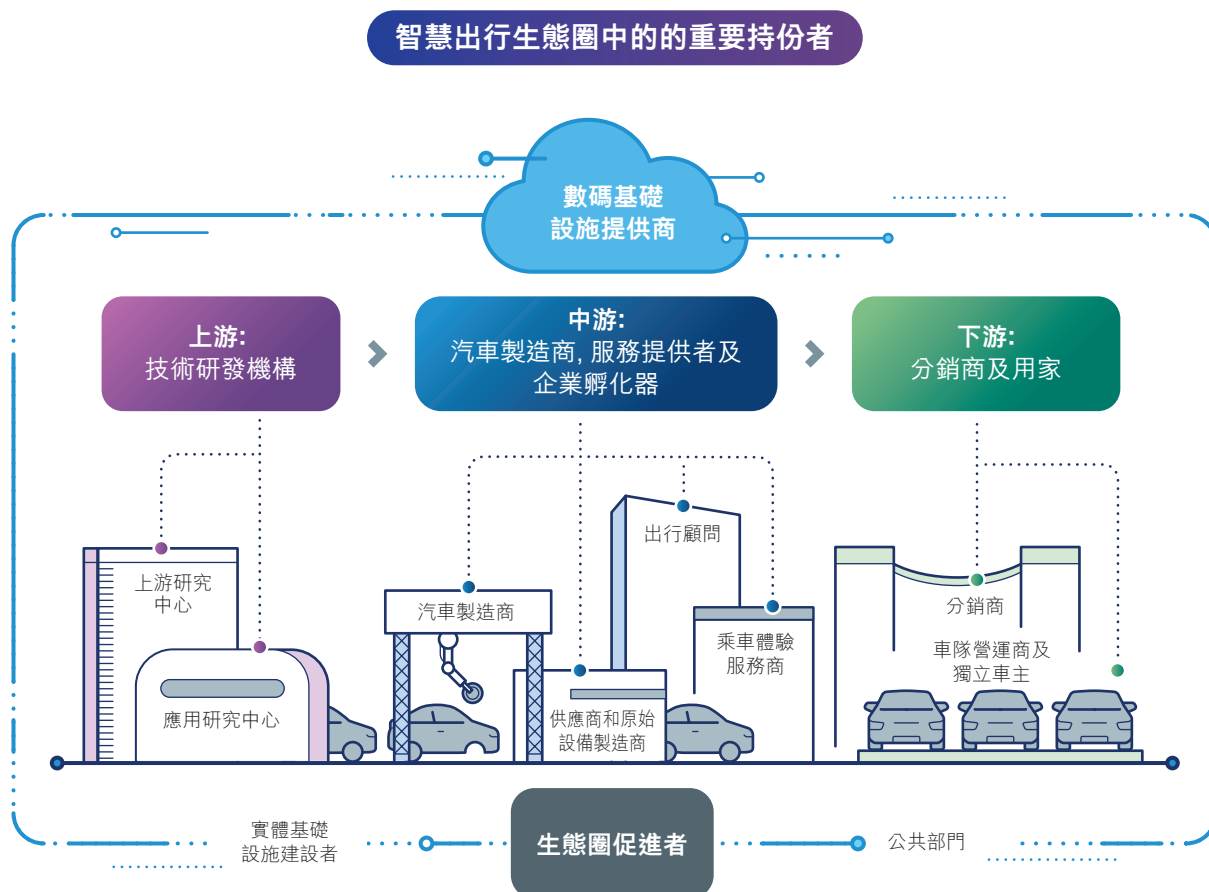 智慧出行生態圈中的的重要持份者
數碼基礎
設施提供商
上游:
技術研發機構
中游:
汽車製造商, 服務提供者及
企業孵化器
下游:
分銷商及用家
上游研究
中心
應用研究中心
汽車製造商
供應商和原始
設備製造商
出行顧問
乘車體驗
服務商
分銷商
車隊營運商及
獨立車主
實體基礎
設施建設者
生態圈促進者
公共部門